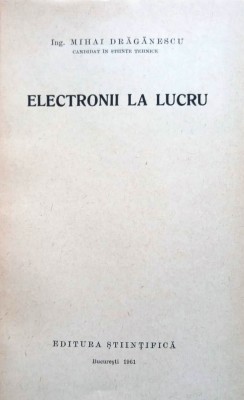 Ing. MIHAI DRĂGĂNESCU
CANDIDAT ÎN ȘTIINȚE TEHNICE
ELECTRONII LA LUCRU
EDITURA ȘTIINȚIFICĂ
București 1961